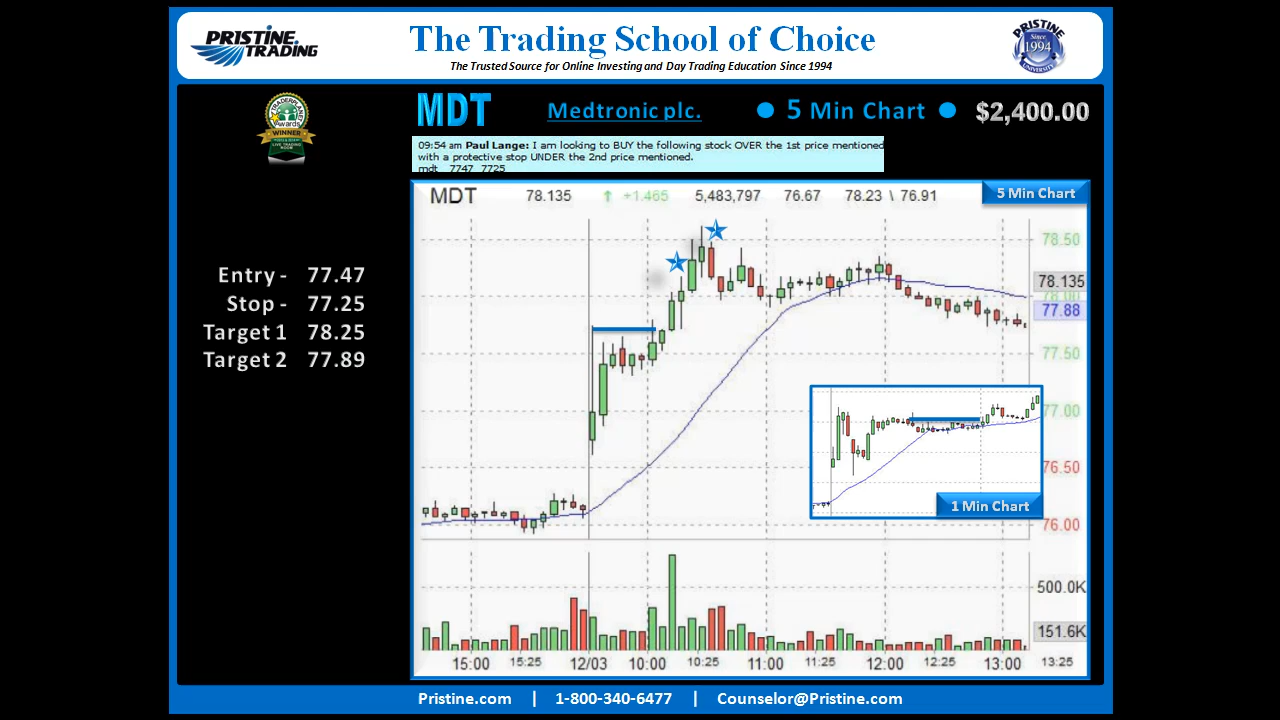 PRISTINE.
TRADING
The Trading School of Choice
The Trusted Source for Online Investing and Day Trading Education Since 1994
PRISTINE
Since
1994
UNIVERSITY
WINNER
MDT
Medtronic plc.
5 Min Chart
$2,400.00
09:54 am Paul Lange: I am looking to BUY the following stock OVER the 1st price mentioned
with a protective stop UNDER the 2nd price mentioned.
mdt 7747 7725
MDT 78.135 ↑ +1.465 5,483,797 76.67 78.23 \ 76.91
5 Min Chart
Entry - 77.47
Stop - 77.25
Target 1 78.25
Target 2 77.89
78.50
78.135
78.00
77.88
77.50
77.00
76.50
76.00
1 Min Chart
500.0K
151.6K
15:00 15:25 12/03 10:00 10:25 11:00 11:25 12:00 12:25 13:00 13:25
Pristine.com | 1-800-340-6477 | Counselor@Pristine.com